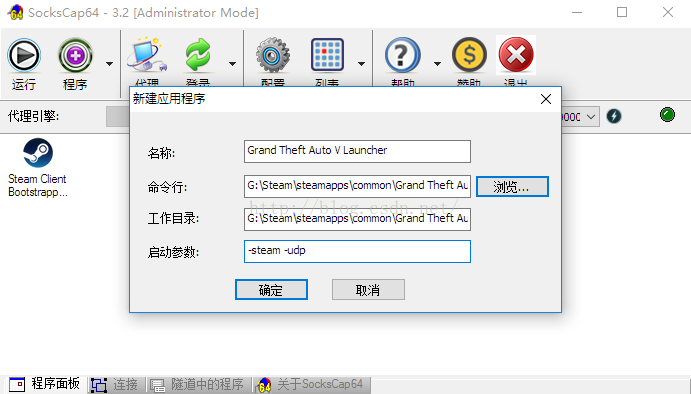 SocksCap64 - 3.2 [Administrator Mode]
运行 程序 代理 登录 配置 列表 帮助 赞助 退出
代理引擎:
新建应用程序
Steam Client
Bootstrapp...
名称: Grand Theft Auto V Launcher
命令行: G:\Steam\steamapps\common\Grand Theft Au 浏览...
http://blog.csdn.net/
工作目录: G:\Steam\steamapps\common\Grand Theft Au
启动参数: -steam -udp
确定 取消
程序面板 连接 隧道中的程序 关于SocksCap64